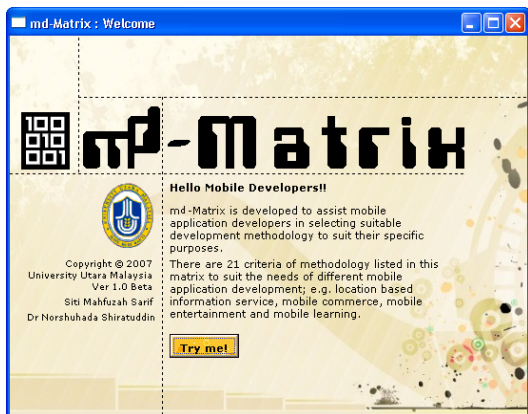 md-Matrix : Welcome
100
010
001
md-Matrix
Hello Mobile Developers!!
md-Matrix is developed to assist mobile
application developers in selecting suitable
development methodology to suit their specific
purposes.
There are 21 criteria of methodology listed in this
matrix to suit the needs of different mobile
application development; e.g. location based
information service, mobile commerce, mobile
entertainment and mobile learning.
Try me!
Copyright © 2007
University Utara Malaysia
Ver 1.0 Beta
Siti Mahfuzah Sarif
Dr Norshuhada Shiratuddin